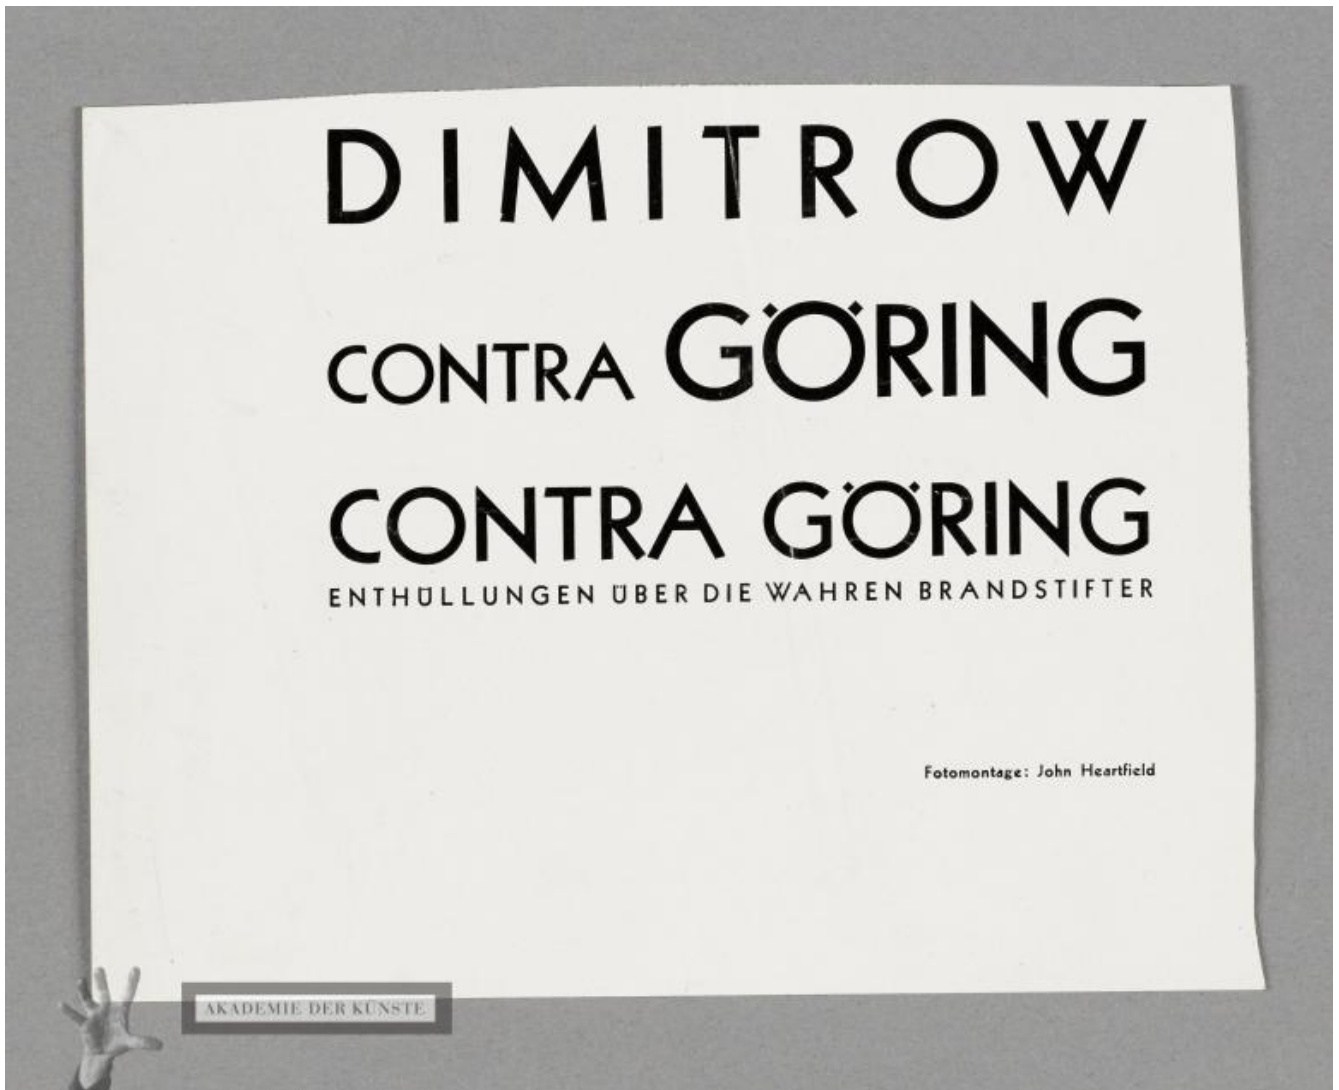 DIMITROW
CONTRA GÖRING
CONTRA GÖRING
ENTHÜLLUNGEN ÜBER DIE WAHREN BRANDSTIFTER
Fotomontage: John Heartfield
AKADEMIE DER KÜNSTE